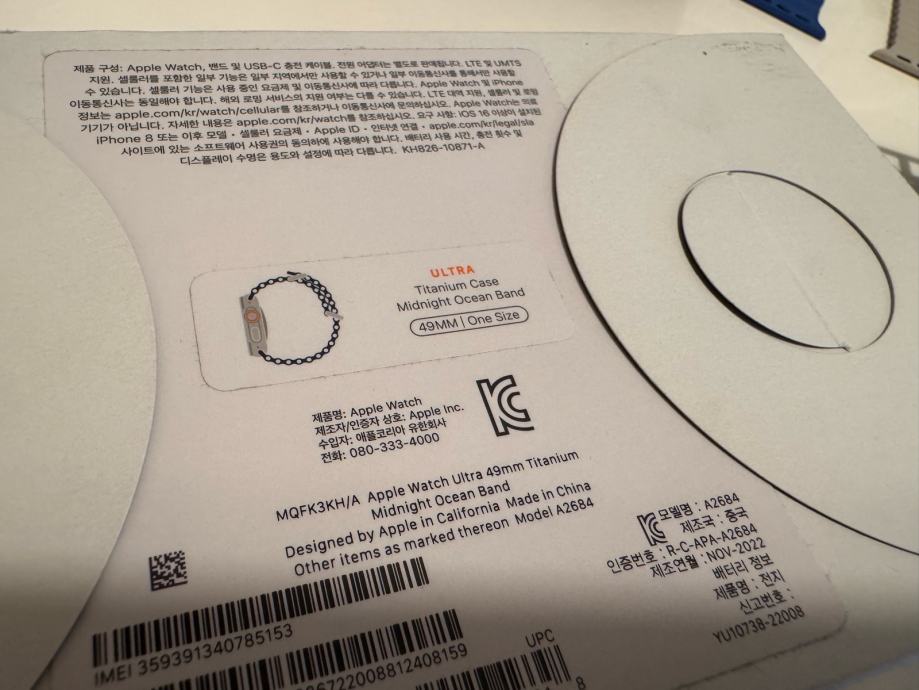 제품 구성: Apple Watch, 밴드 및 USB-C 충전 케이블. 전원 어댑터는 별도로 판매됩니다. LTE 및 UMTS
지원. 셀룰러를 포함한 일부 기능은 일부 지역에서만 사용할 수 있거나 일부 이동통신사를 통해서만 사용할
수 있습니다. 셀룰러 기능은 사용 중인 요금제 및 이동통신사에 따라 다릅니다. Apple Watch 및 iPhone
이동통신사는 동일해야 합니다. 해외 로밍 서비스의 지원 여부는 다를 수 있습니다. LTE 대역 지원, 셀룰러 및 로밍
정보는 apple.com/kr/watch/cellular를 참조하거나 이동통신사에 문의하십시오. Apple Watch는 의료
기기가 아닙니다. 자세한 내용은 apple.com/kr/watch를 참조하십시오. 요구 사항: iOS 16 이상이 설치된
iPhone 8 또는 이후 모델 • 셀룰러 요금제 • Apple ID • 인터넷 연결 • apple.com/kr/legal/sla
사이트에 있는 소프트웨어 사용권의 동의하에 사용해야 합니다. 배터리 사용 시간, 충전 횟수 및
디스플레이 수명은 용도와 설정에 따라 다릅니다. KH826-10871-A
ULTRA
Titanium Case
Midnight Ocean Band
49MM | One Size
제품명: Apple Watch
제조자/인증자 상호: Apple Inc.
수입자: 애플코리아 유한회사
전화: 080-333-4000
MQFK3KH/A Apple Watch Ultra 49mm Titanium
Midnight Ocean Band
Designed by Apple in California Made in China
Other items as marked thereon Model A2684
모델명 : A2684
제조국 : 중국
인증번호 : R-C-APA-A2684
제조연월 : NOV-2022
배터리 정보
제품명 : 전지
신고번호 :
YU10738-22008
IMEI 359391340785153
06722008812408159
UPC
8